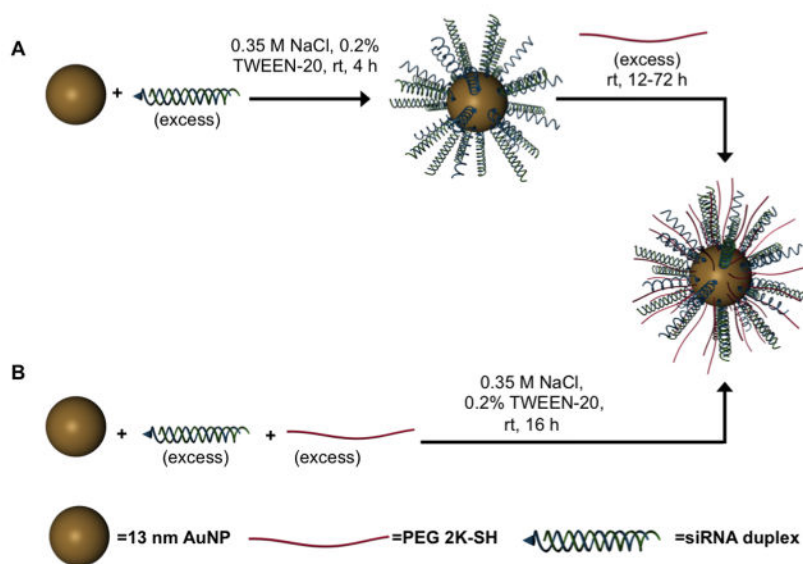 A
+
(excess)
0.35 M NaCl, 0.2%
TWEEN-20, rt, 4 h
(excess)
rt, 12-72 h
B
+
(excess)
+
(excess)
0.35 M NaCl,
0.2% TWEEN-20,
rt, 16 h
=13 nm AuNP
=PEG 2K-SH
=siRNA duplex